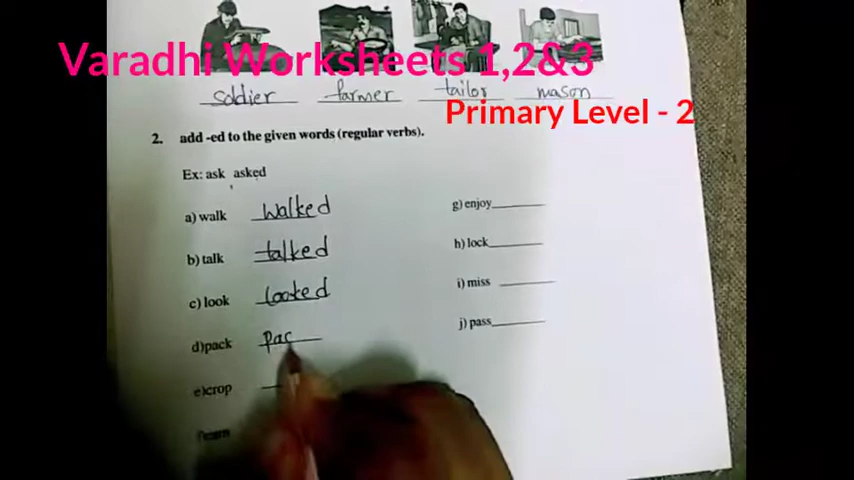 Varadhi Worksheets 1,2&3
soldier farmer tailor mason
Primary Level - 2
2. add -ed to the given words (regular verbs).
Ex: ask asked
a) walk walked
b) talk talked
c) look looked
d)pack Pac
e)crop
g) enjoy
h) lock
i) miss
j) pass